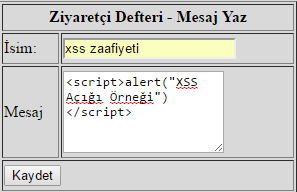 Ziyaretçi Defteri - Mesaj Yaz
İsim: xss zaafiyeti
Mesaj
<script>alert("XSS
Açığı Örneği")
</script>
Kaydet